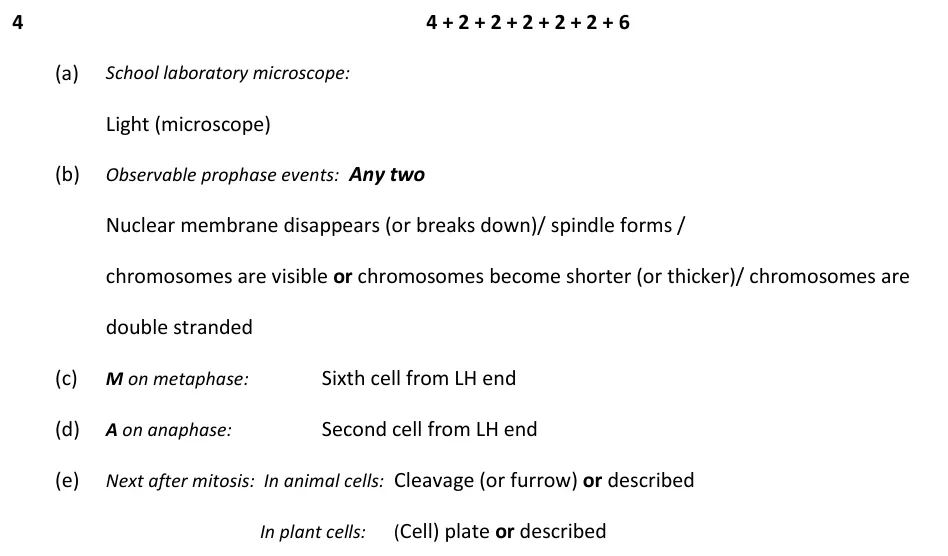 4 4 + 2 + 2 + 2 + 2 + 2 + 6
(a) School laboratory microscope:
Light (microscope)
(b) Observable prophase events: Any two
Nuclear membrane disappears (or breaks down)/ spindle forms /
chromosomes are visible or chromosomes become shorter (or thicker)/ chromosomes are
double stranded
(c) M on metaphase: Sixth cell from LH end
(d) A on anaphase: Second cell from LH end
(e) Next after mitosis: In animal cells: Cleavage (or furrow) or described
In plant cells: (Cell) plate or described